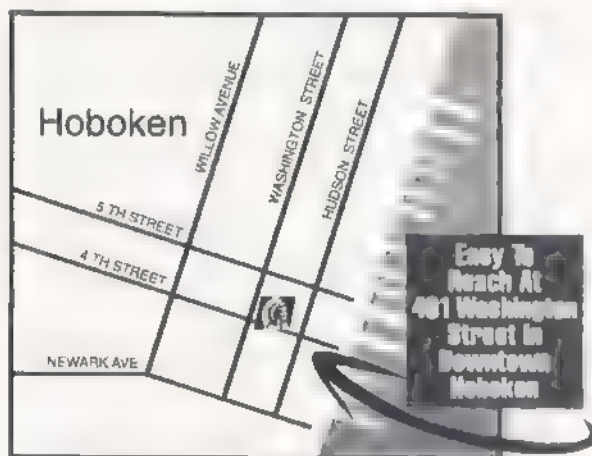 Hoboken
WILLOW AVENUE
WASHINGTON STREET
HUDSON STREET
5 TH STREET
4 TH STREET
NEWARK AVE
Easy To
Reach At
Washington
Street In
Downtown
Hoboken